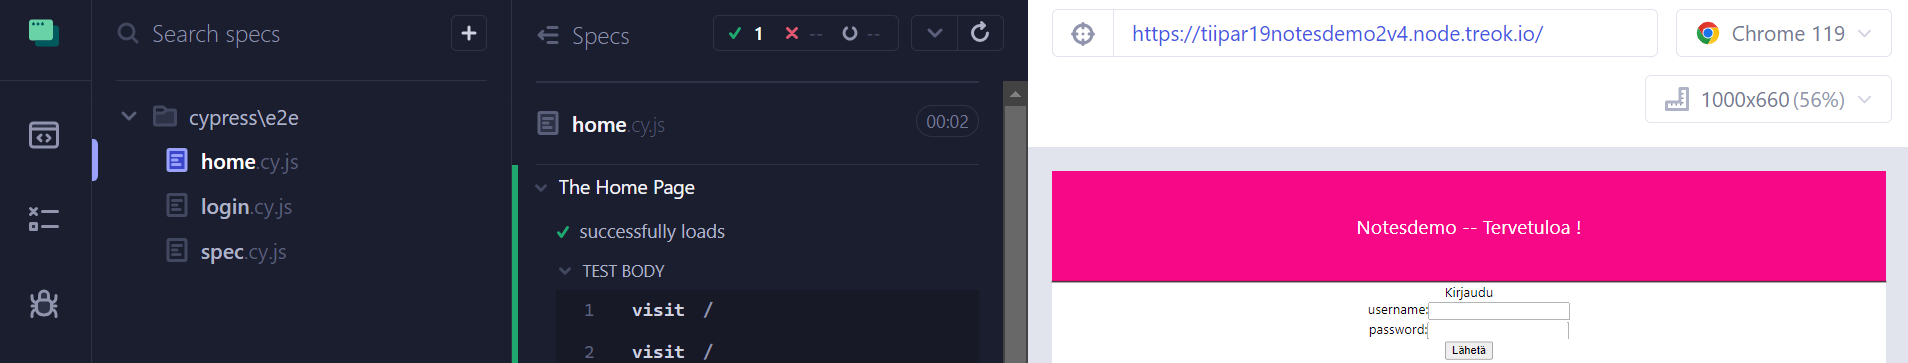 Search specs
+
cypress\e2e
home.cy.js
login.cy.js
spec.cy.js
Specs
1 -- --
home.cy.js 00:02
The Home Page
successfully loads
TEST BODY
1 visit /
2 visit /
https://tiipar19notesdemo2v4.node.treok.io/
Chrome 119
1000x660 (56%)
Notesdemo -- Tervetuloa !
Kirjaudu
username:
password:
Lähetä